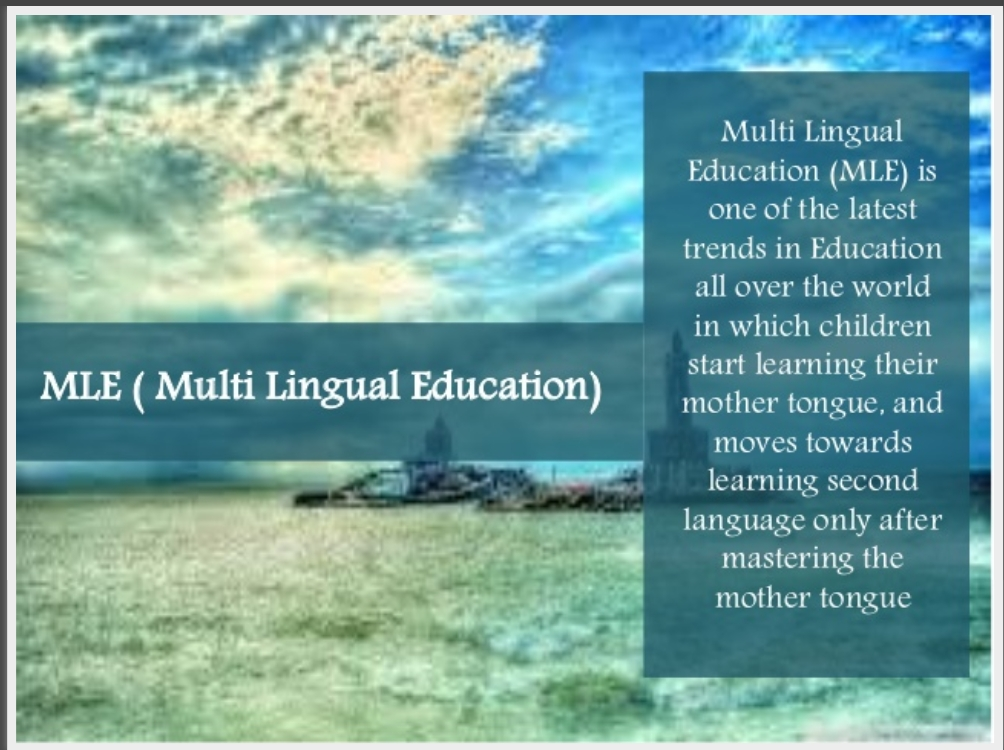 MLE ( Multi Lingual Education)
Multi Lingual
Education (MLE) is
one of the latest
trends in Education
all over the world
in which children
start learning their
mother tongue, and
moves towards
learning second
language only after
mastering the
mother tongue